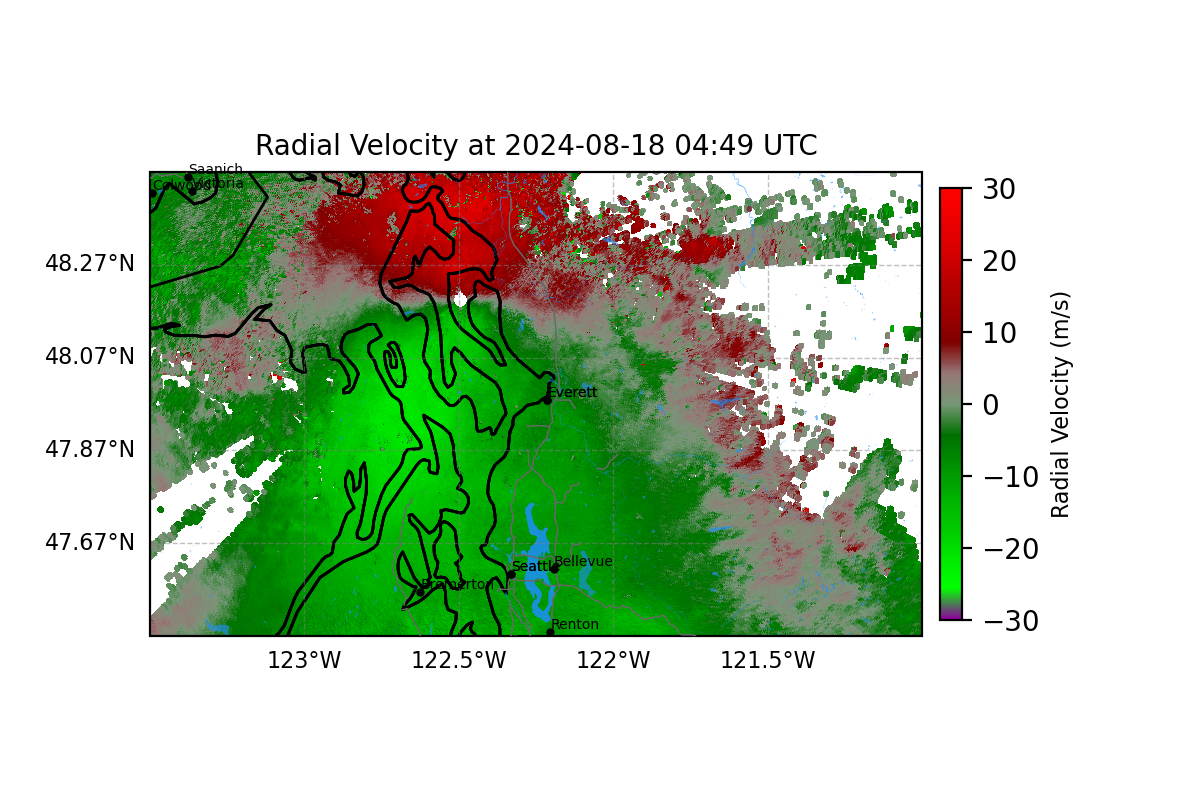 Radial Velocity at 2024-08-18 04:49 UTC
Saanich
Victoria
48.27°N
48.07°N
47.87°N
47.67°N
Everett
Bellevue
Bremerton
Renton
123°W
122.5°W
122°W
121.5°W
30
20
10
0
−10
−20
−30
Radial Velocity (m/s)